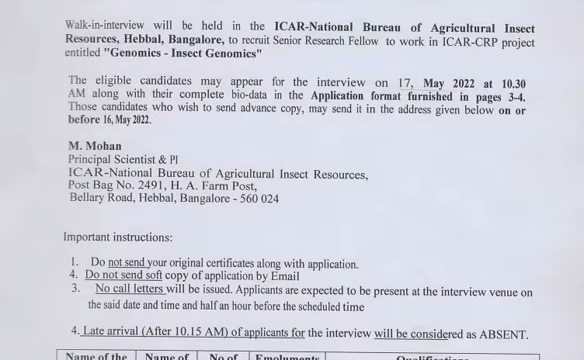 Walk-in-interview will be held in the ICAR-National Bureau of Agricultural Insect
Resources, Hebbal, Bangalore, to recruit Senior Research Fellow to work in ICAR-CRP project
entitled "Genomics - Insect Genomics"
The eligible candidates may appear for the interview on 17, May 2022 at 10.30
AM along with their complete bio-data in the Application format furnished in pages 3-4.
Those candidates who wish to send advance copy, may send it in the address given below on or
before 16, May 2022.
M. Mohan
Principal Scientist & PI
ICAR-National Bureau of Agricultural Insect Resources,
Post Bag No. 2491, H. A. Farm Post,
Bellary Road, Hebbal, Bangalore - 560 024
Important instructions:
1. Do not send your original certificates along with application.
4. Do not send soft copy of application by Email
3. No call letters will be issued. Applicants are expected to be present at the interview venue on
the said date and time and half an hour before the scheduled time
4. Late arrival (After 10.15 AM) of applicants for the interview will be considered as ABSENT.
Name of the Name of No of Emoluments Qualifications